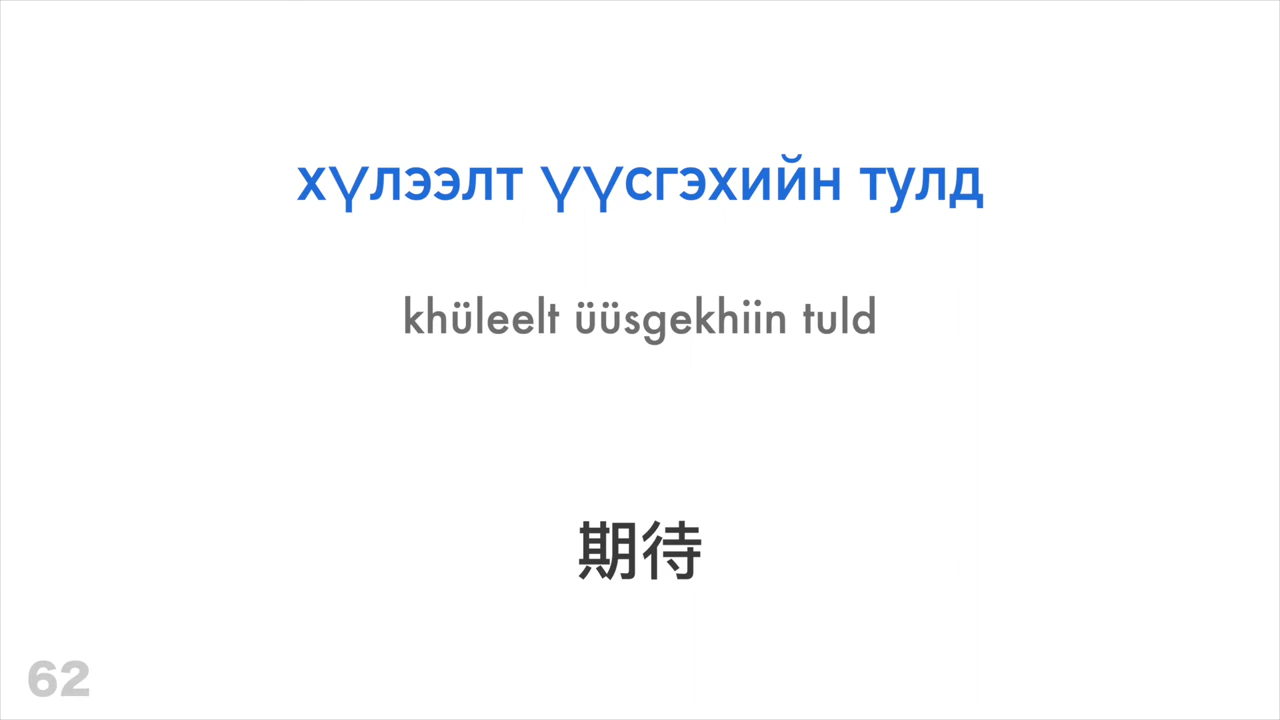 хүлээлт үүсгэхийн тулд
khüleelt üüsgekhiin tuld
期待
62